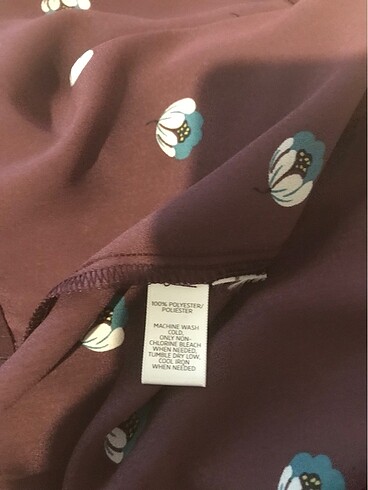 100% POLYESTER/
POLIESTER
MACHINE WASH
COLD,
ONLY NON-
CHLORINE BLEACH
WHEN NEEDED,
TUMBLE DRY LOW,
COOL IRON
WHEN NEEDED